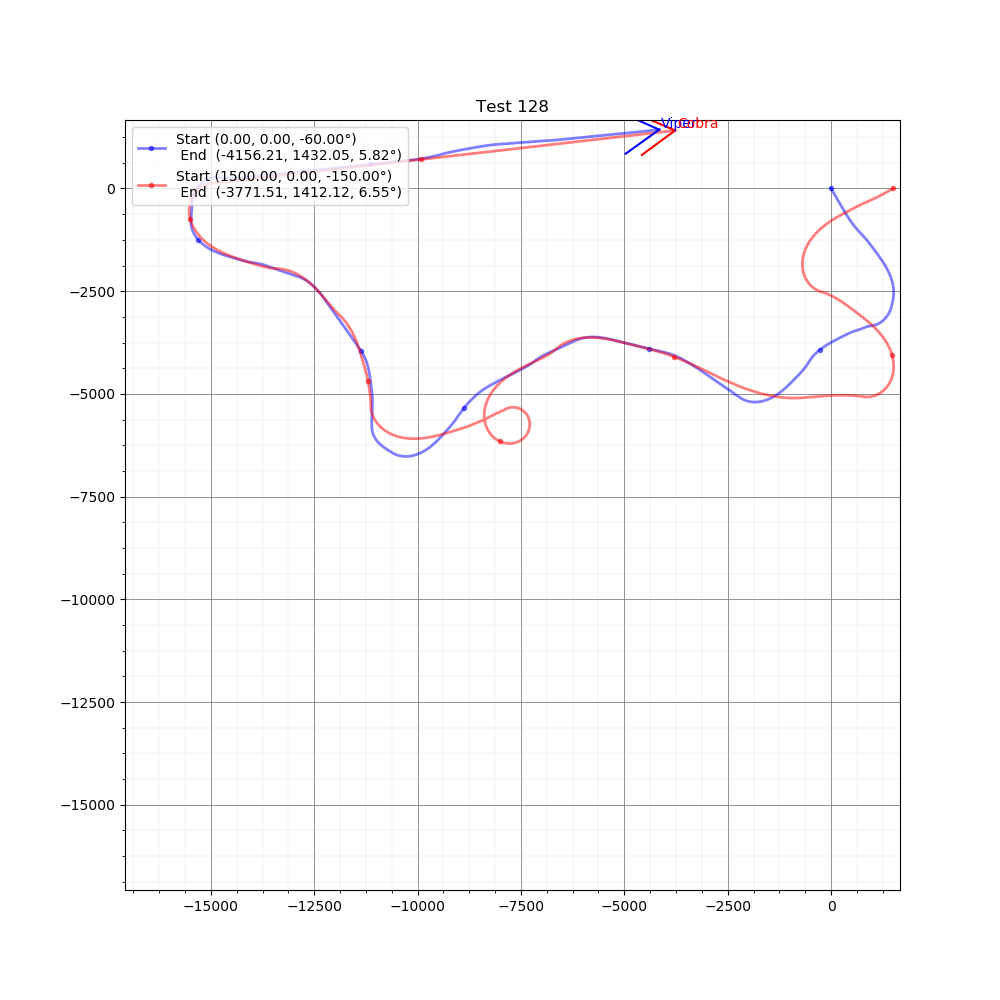 Test 128
Viper
Cobra
Start (0.00, 0.00, -60.00°)
End  (-4156.21, 1432.05, 5.82°)
Start (1500.00, 0.00, -150.00°)
End  (-3771.51, 1412.12, 6.55°)
0
−2500
−5000
−7500
−10000
−12500
−15000
−15000 −12500 −10000 −7500 −5000 −2500 0